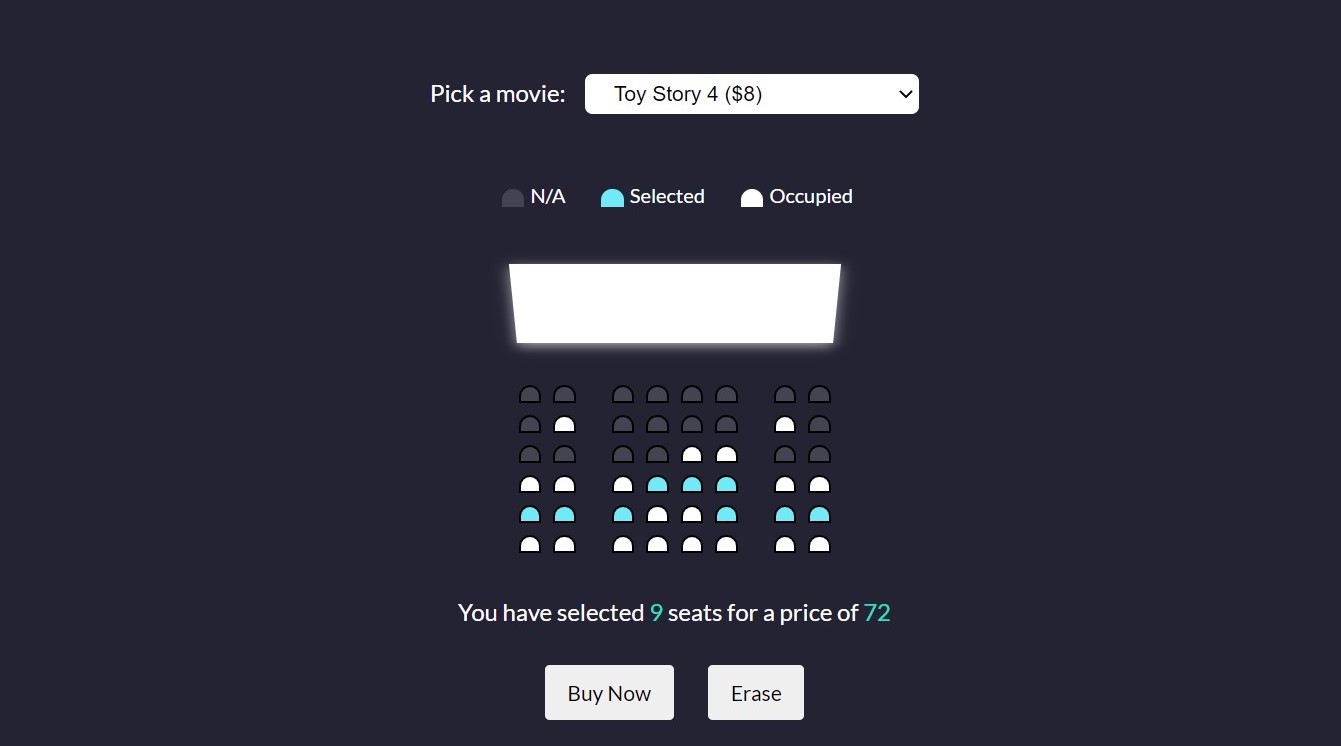 Pick a movie: Toy Story 4 ($8)
N/A Selected Occupied
You have selected 9 seats for a price of 72
Buy Now Erase